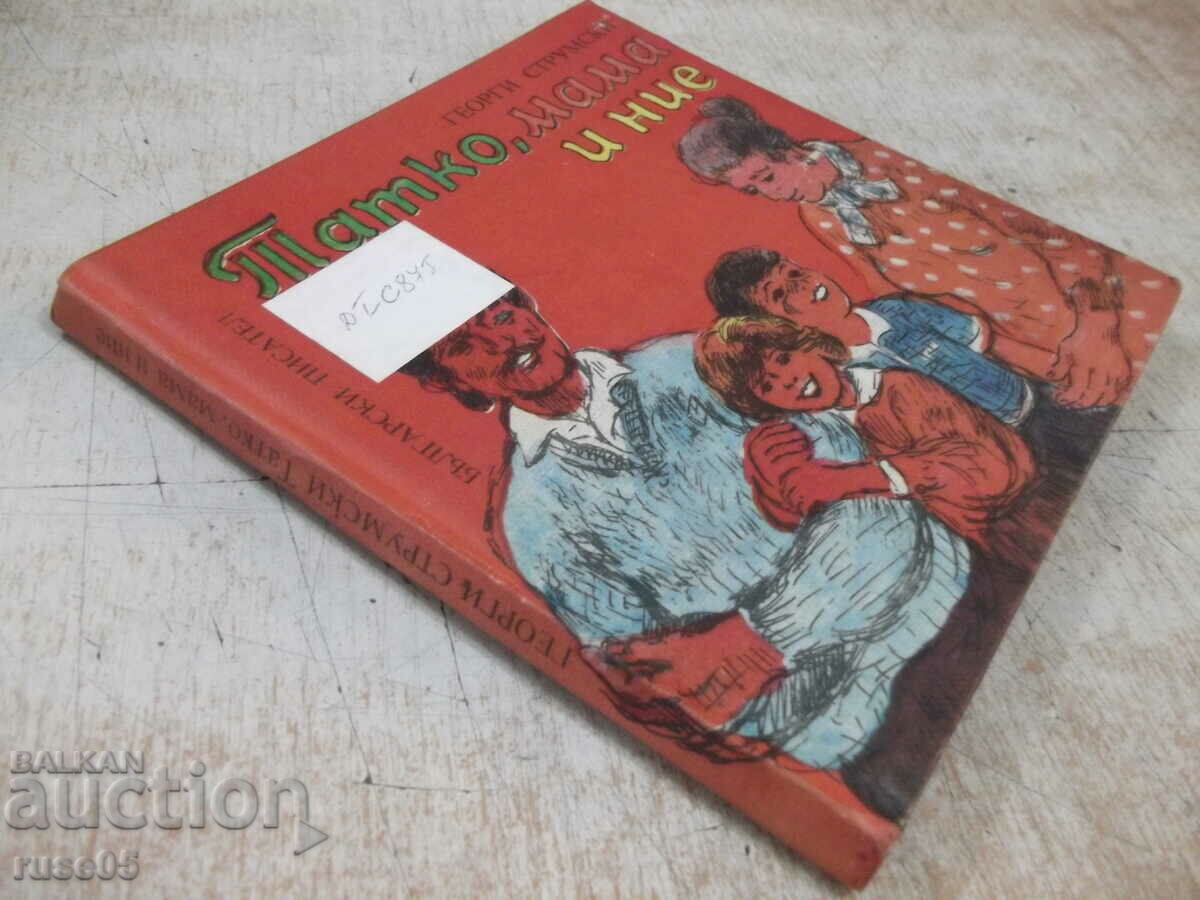 ГЕОРГИ СТРУМСКИ
Татко, мама
и ние
БЪЛГАРСКИ ПИСАТЕЛ
ГЕОРГИ СТРУМСКИ Татко, мама и ние
BALKAN
auction
ruse05